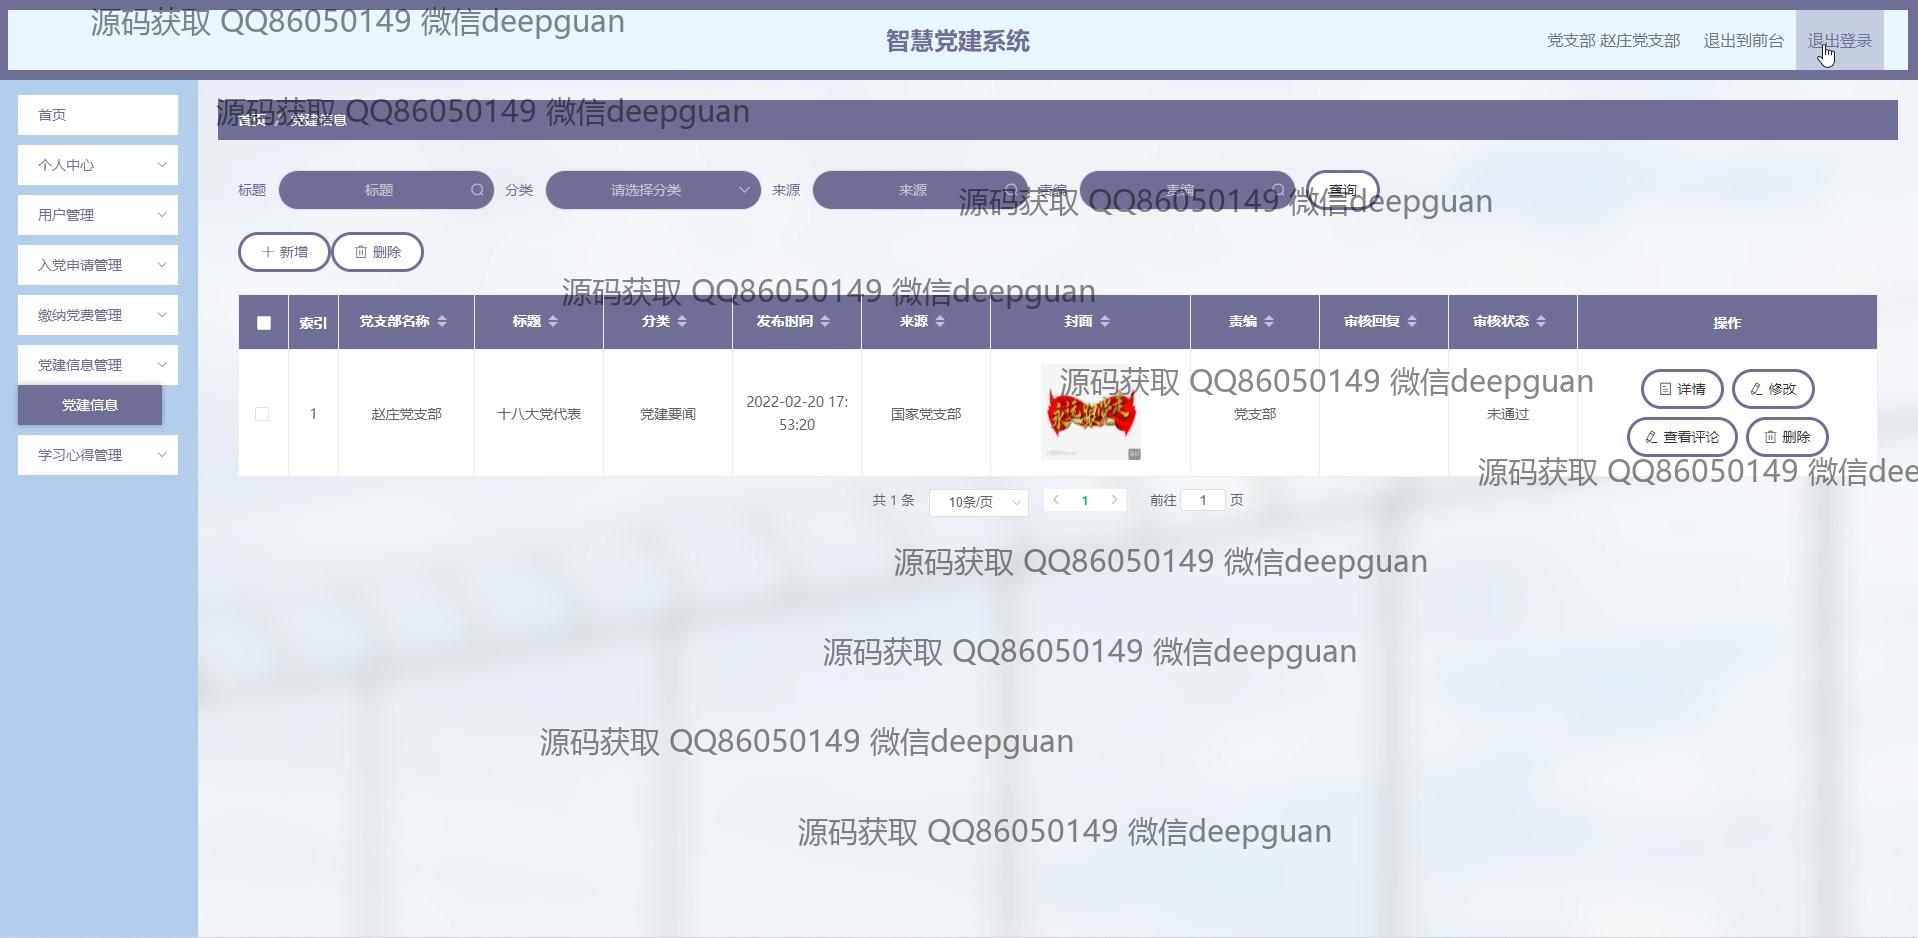 源码获取 QQ86050149 微信deepguan
智慧党建系统
党支部 赵庄党支部 退出到前台 退出登录
首页
个人中心
用户管理
入党申请管理
缴纳党费管理
党建信息管理
党建信息
学习心得管理
源码获取 QQ86050149 微信deepguan
首页 / 党建信息
标题 标题 分类 请选择分类 来源 来源 责编 责编 查询
源码获取 QQ86050149 微信deepguan
新增 删除
源码获取 QQ86050149 微信deepguan
索引 党支部名称 标题 分类 发布时间 来源 封面 责编 审核回复 审核状态 操作
源码获取 QQ86050149 微信deepguan
1 赵庄党支部 十八大党代表 党建要闻 2022-02-20 17:
53:20 国家党支部 永远跟党走 党支部 未通过
详情 修改
查看评论 删除
源码获取 QQ86050149 微信dee
共 1 条 10条/页 1 前往 1 页
源码获取 QQ86050149 微信deepguan
源码获取 QQ86050149 微信deepguan
源码获取 QQ86050149 微信deepguan
源码获取 QQ86050149 微信deepguan